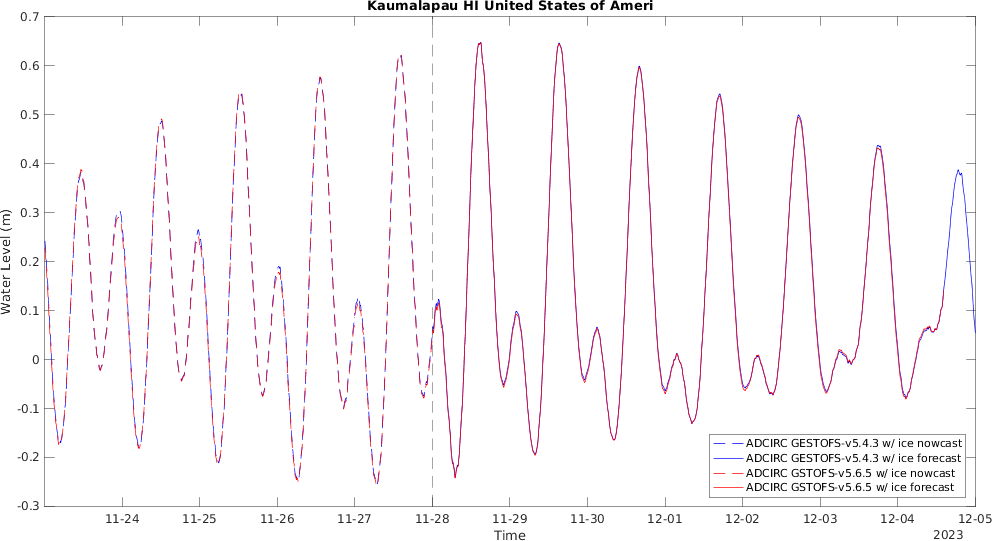 Kaumalapau HI United States of Ameri
0.7
0.6
0.5
0.4
0.3
0.2
0.1
0
-0.1
-0.2
-0.3
Water Level (m)
ADCIRC GESTOFS-v5.4.3 w/ ice nowcast
ADCIRC GESTOFS-v5.4.3 w/ ice forecast
ADCIRC GSTOFS-v5.6.5 w/ ice nowcast
ADCIRC GSTOFS-v5.6.5 w/ ice forecast
11-24 11-25 11-26 11-27 11-28 11-29 11-30 12-01 12-02 12-03 12-04 12-05
Time
2023